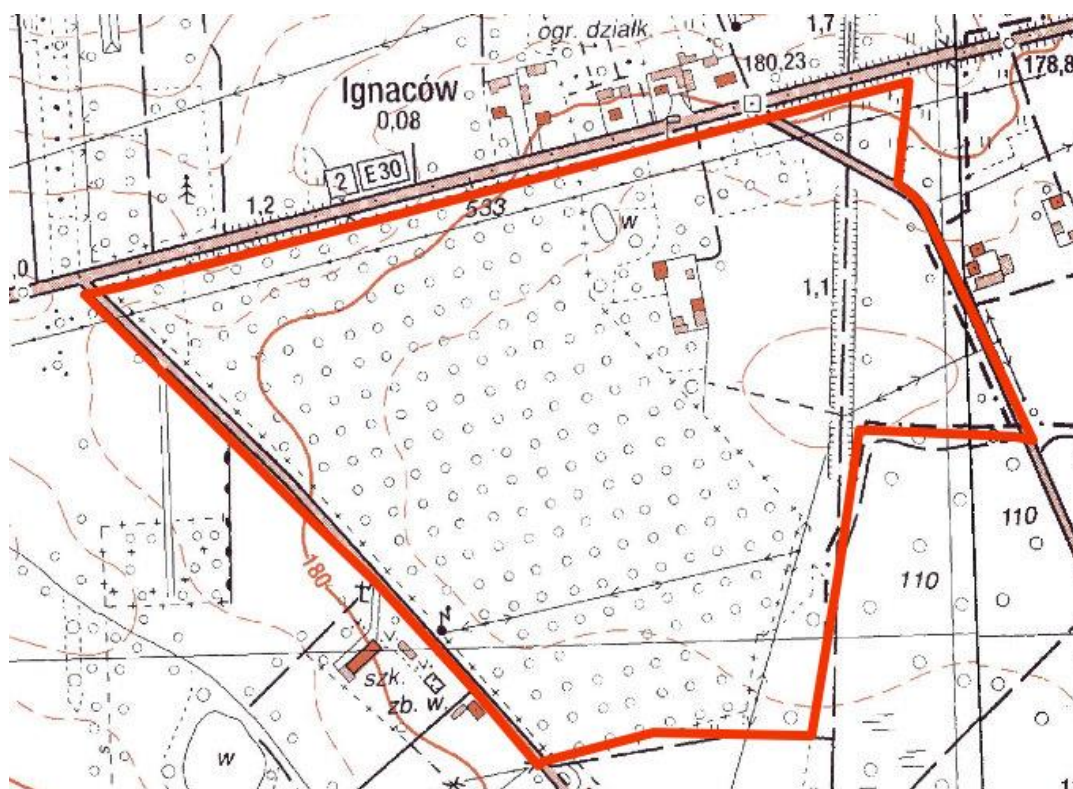 ogr. działk.
1,7
180,23
178,8
Ignaców
0,08
2 E30
1,2
533
,0
w
1,1
110
180
110
szk.
zb. w.
w
s